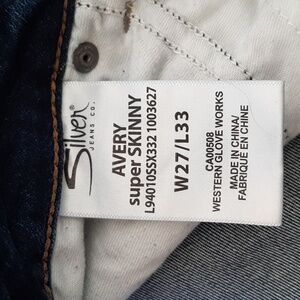 Silver®
JEANS CO.
AVERY
super SKINNY
L94010SSX332 1003627
W27/L33
CA00508
WESTERN GLOVE WORKS
MADE IN CHINA/
FABRIQUÉ EN CHINE